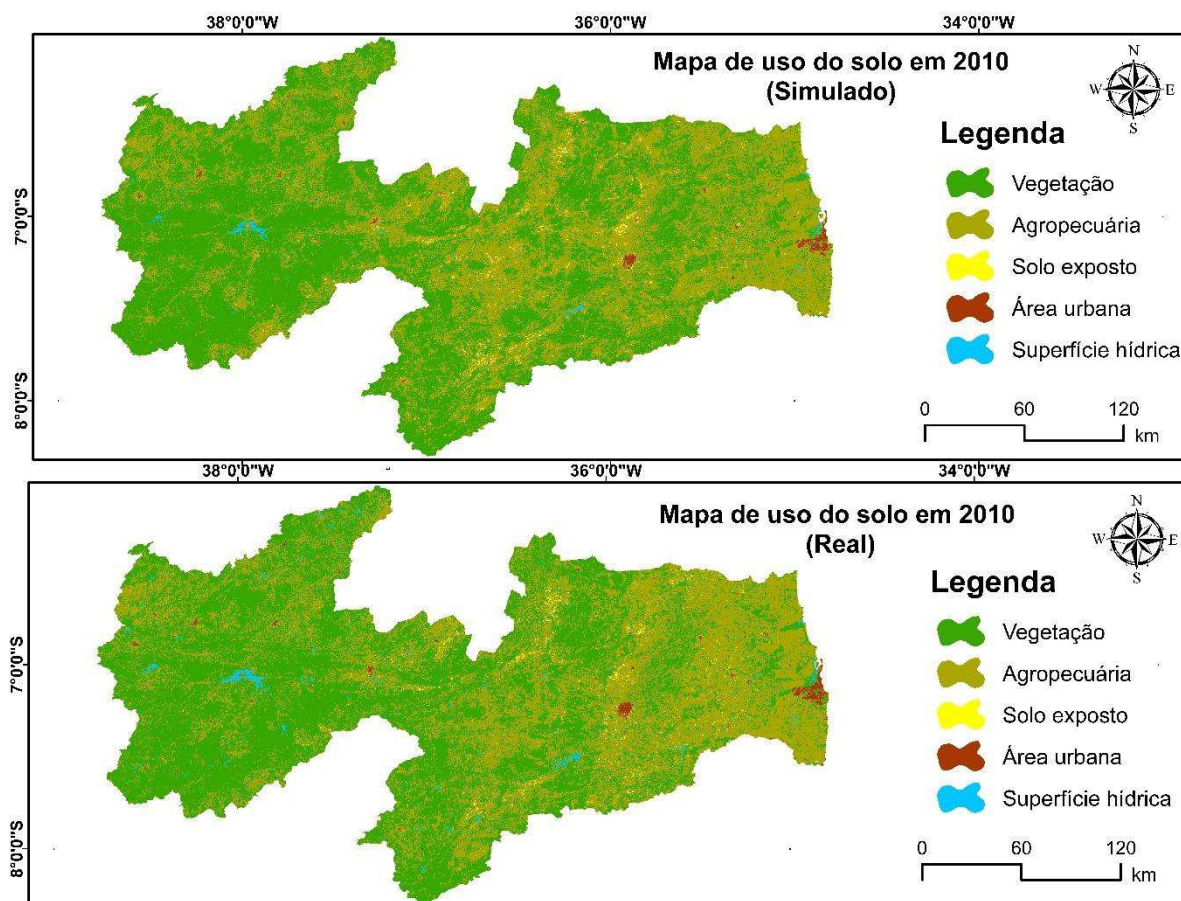 38°0'0"W 36°0'0"W 34°0'0"W
Mapa de uso do solo em 2010
(Simulado)
N
W E
S
Legenda
Vegetação
7°0'0"S
Agropecuária
Solo exposto
Área urbana
Superfície hídrica
8°0'0"S
0 60 120
km
38°0'0"W 36°0'0"W 34°0'0"W
Mapa de uso do solo em 2010
(Real)
N
W E
S
Legenda
Vegetação
7°0'0"S
Agropecuária
Solo exposto
Área urbana
Superfície hídrica
8°0'0"S
0 60 120
km